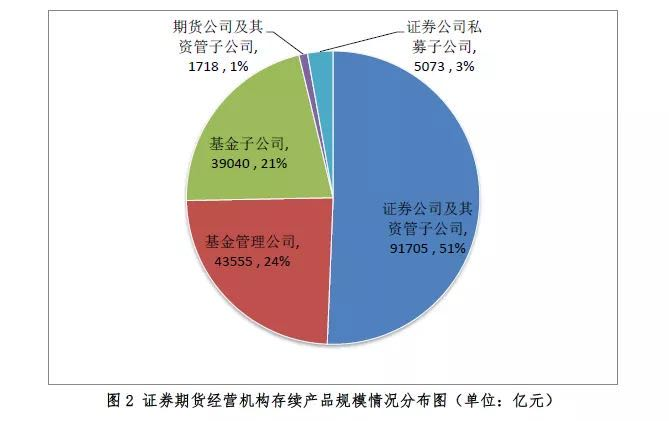 期货公司及其
资管子公司,
1718 , 1%
证券公司私
募子公司,
5073 , 3%
基金子公司,
39040 , 21%
证券公司及其
资管子公司,
91705 , 51%
基金管理公司,
43555 , 24%
图 2 证券期货经营机构存续产品规模情况分布图（单位：亿元）